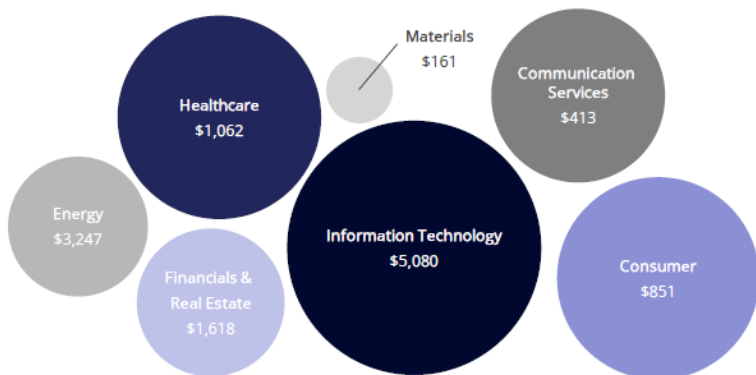 Materials
$161
Healthcare
$1,062
Communication
Services
$413
Energy
$3,247
Information Technology
$5,080
Financials &
Real Estate
$1,618
Consumer
$851